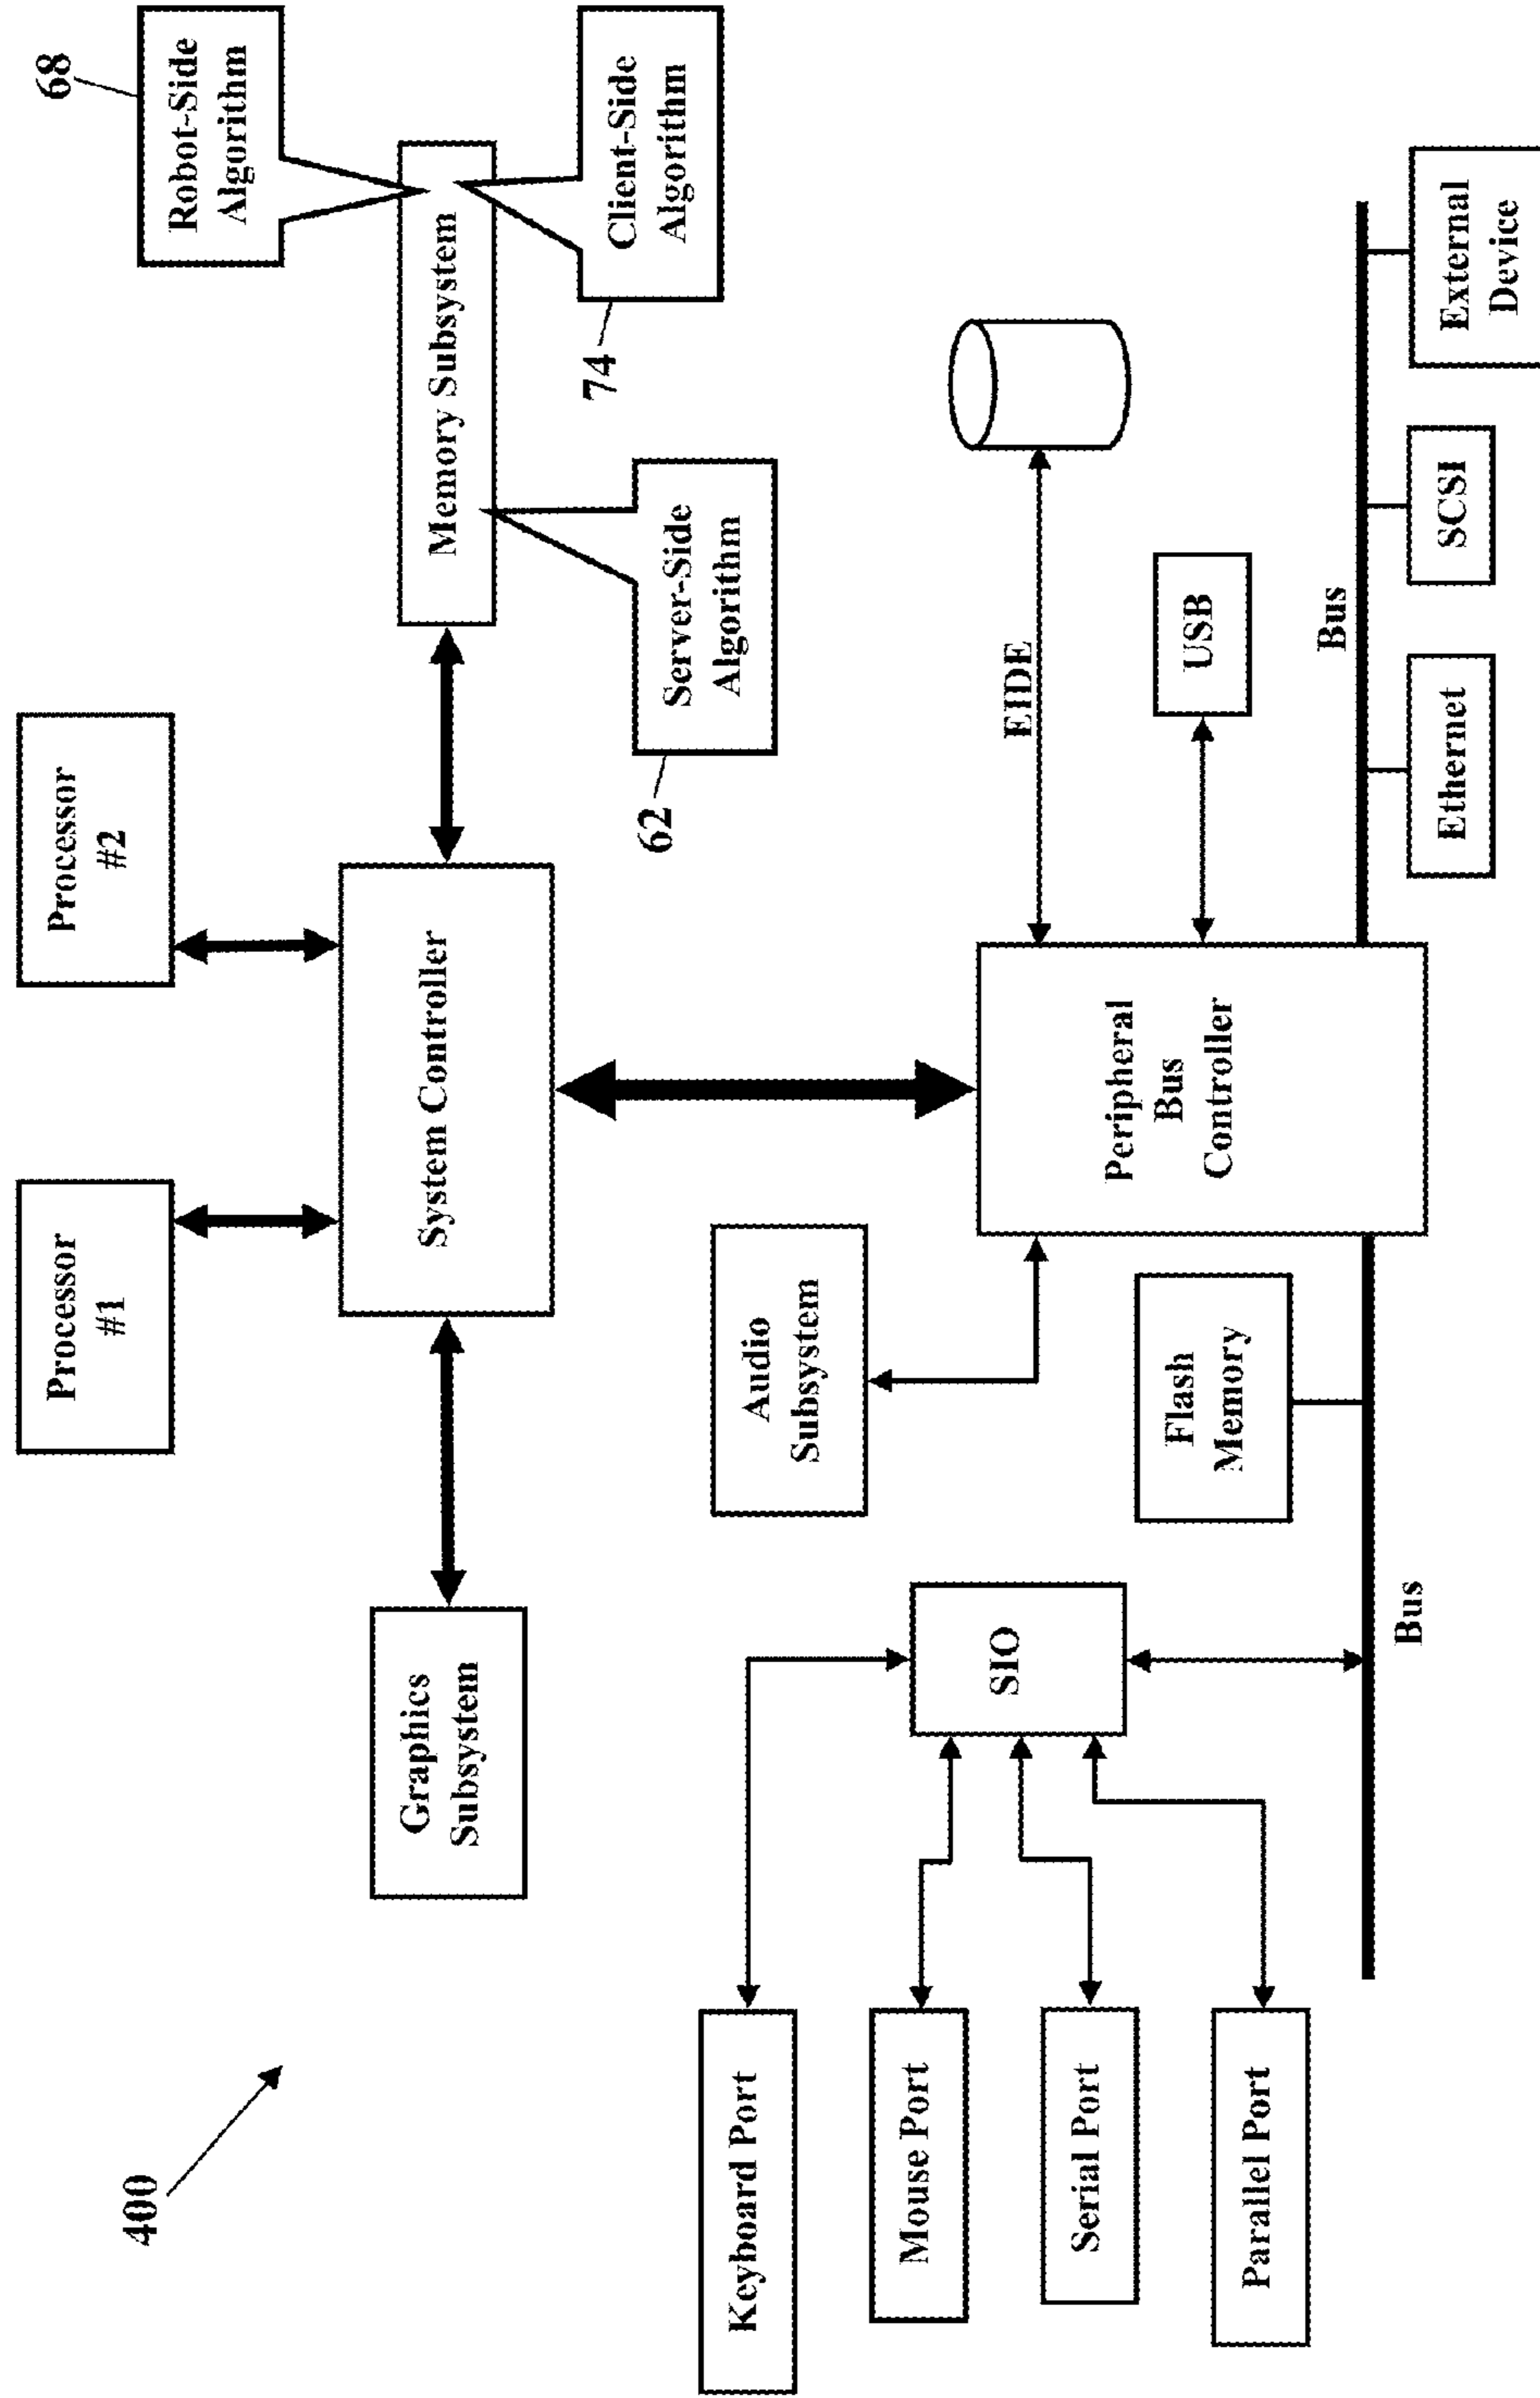 400
Processor
#1
Processor
#2
68
Robot-Side
Algorithm
Graphics
Subsystem
System Controller
Memory Subsystem
62
Server-Side
Algorithm
74
Client-Side
Algorithm
Keyboard Port
Mouse Port
Serial Port
Parallel Port
SIO
Audio
Subsystem
Flash
Memory
Bus
Peripheral
Bus
Controller
EIDE
USB
Bus
Ethernet
SCSI
External
Device